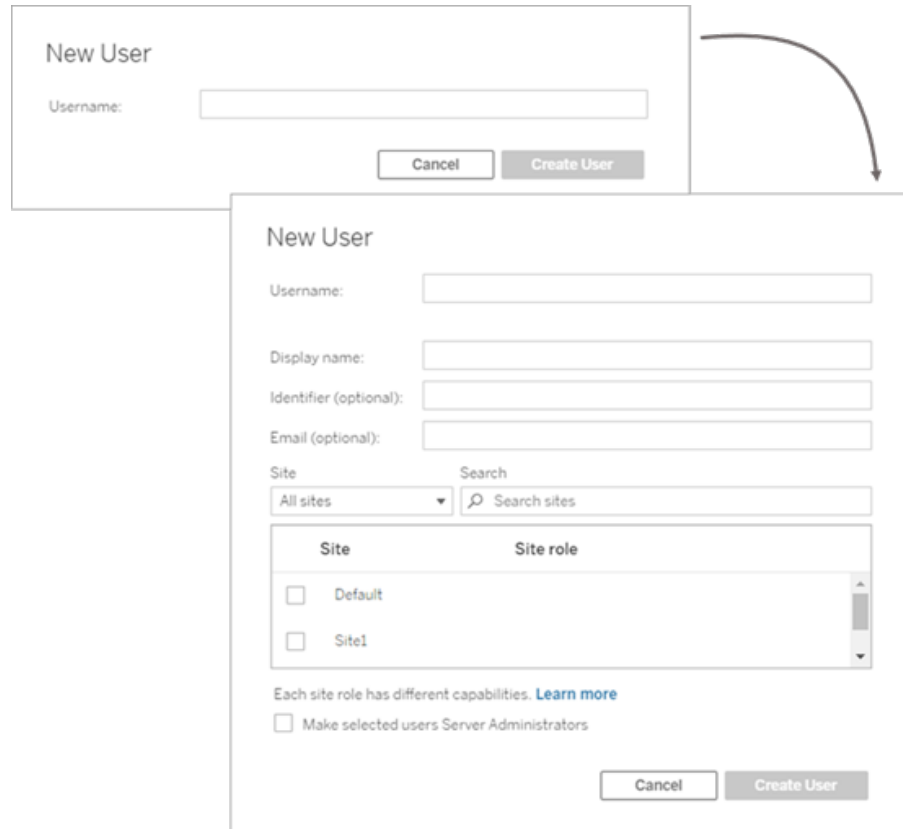 New User
Username:
Cancel Create User
New User
Username:
Display name:
Identifier (optional):
Email (optional):
Site Search
All sites Search sites
Site Site role
Default
Site1
Each site role has different capabilities. Learn more
Make selected users Server Administrators
Cancel Create User